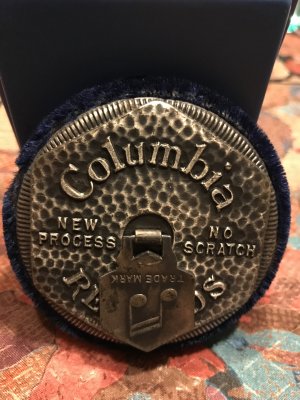 Columbia
NEW
PROCESS
NO
SCRATCH
TRADE MARK